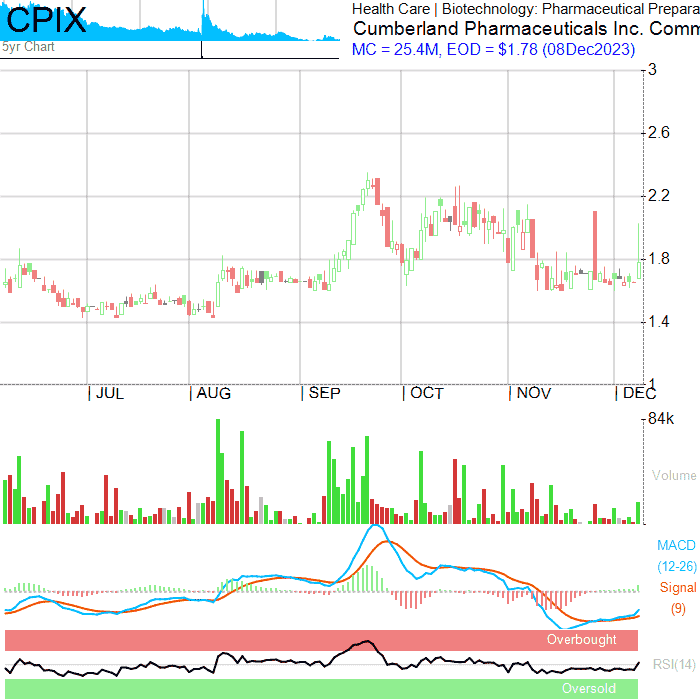 CPIX
5yr Chart
Health Care | Biotechnology: Pharmaceutical Prepara
Cumberland Pharmaceuticals Inc. Comm
MC = 25.4M, EOD = $1.78 (08Dec2023)
3
2.6
2.2
1.8
1.4
1
JUL
AUG
SEP
OCT
NOV
DEC
84k
Volume
MACD
(12-26)
Signal
(9)
Overbought
RSI(14)
Oversold